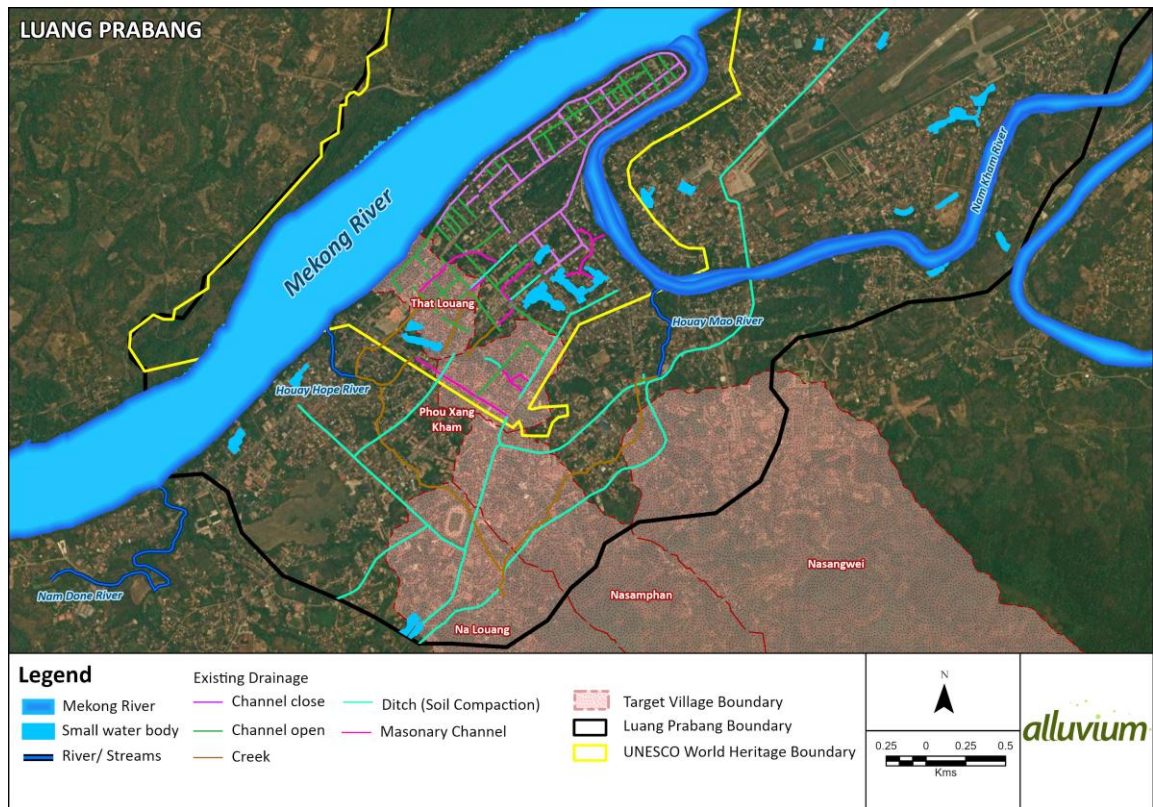 LUANG PRABANG
Mekong River
Nam Kham River
That Louang
Houay Mao River
Houay Hope River
Phou Xang
Kham
Nasangwei
Nasamphan
Nam Done River
Na Louang
Legend
Mekong River
Small water body
River/ Streams
Existing Drainage
Channel close
Channel open
Creek
Ditch (Soil Compaction)
Masonary Channel
Target Village Boundary
Luang Prabang Boundary
UNESCO World Heritage Boundary
N
0.25 0 0.25 0.5
Kms
alluvium